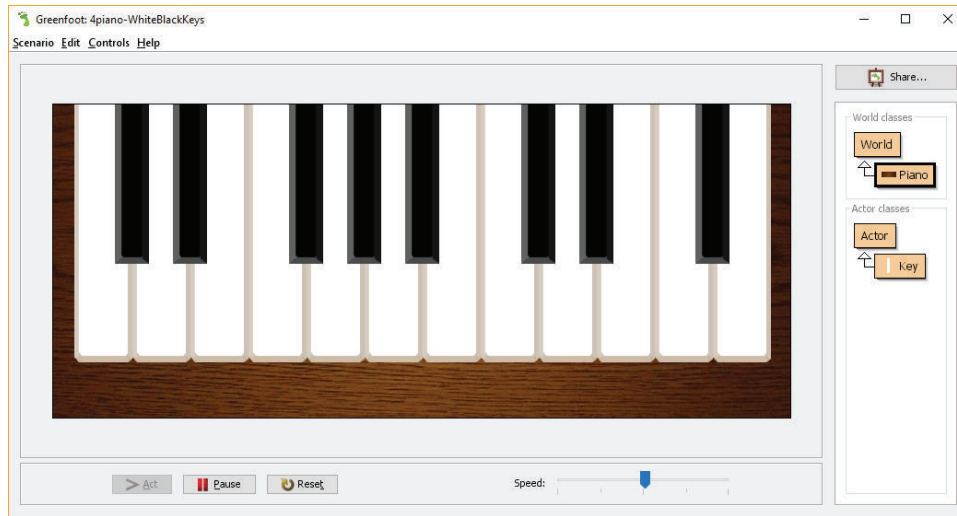 Greenfoot: 4piano-WhiteBlackKeys
Scenario Edit Controls Help
Share...
World classes
World
Piano
Actor classes
Actor
Key
Act
Pause
Reset
Speed: